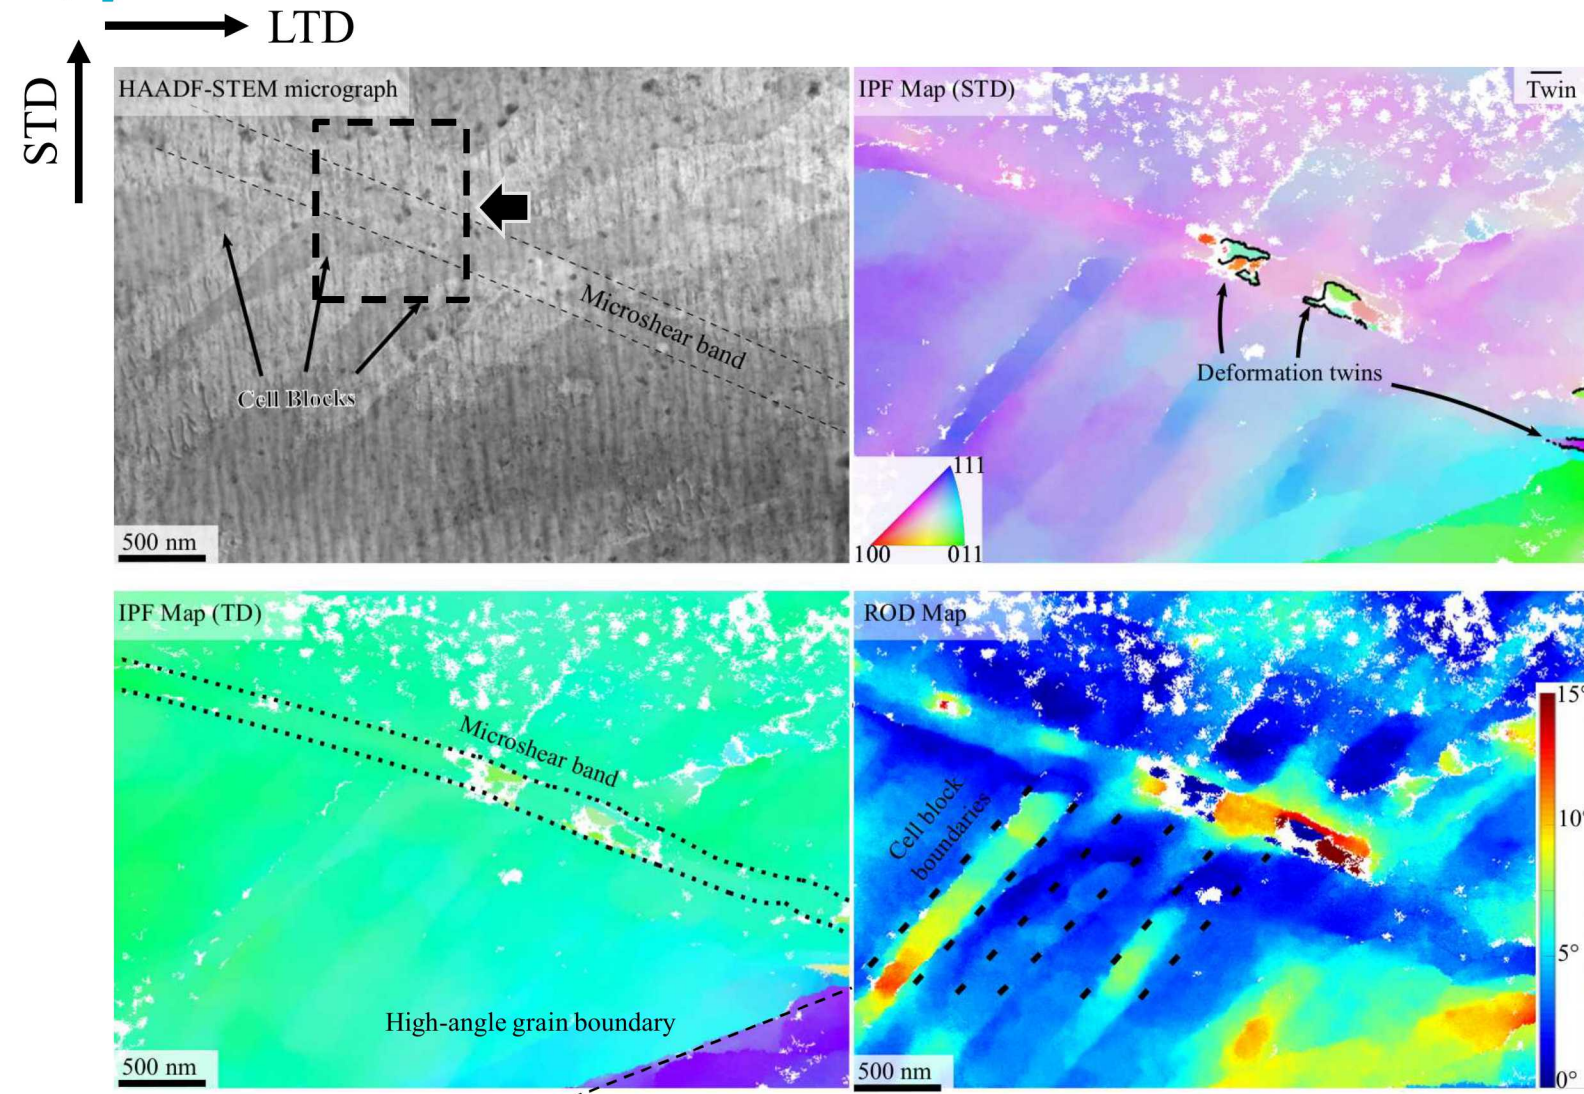 LTD
STD
HAADF-STEM micrograph
Microshear band
Cell Blocks
500 nm
IPF Map (STD)
Twin
Deformation twins
111
100
011
IPF Map (TD)
Microshear band
High-angle grain boundary
500 nm
ROD Map
Cell block
boundaries
500 nm
15°
10°
5°
0°